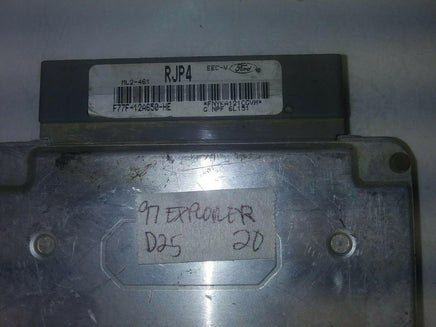 RJP4
EEC-V Ford
ML2-461
F77F-12A650-HE
97 EXPLORER
D25 20